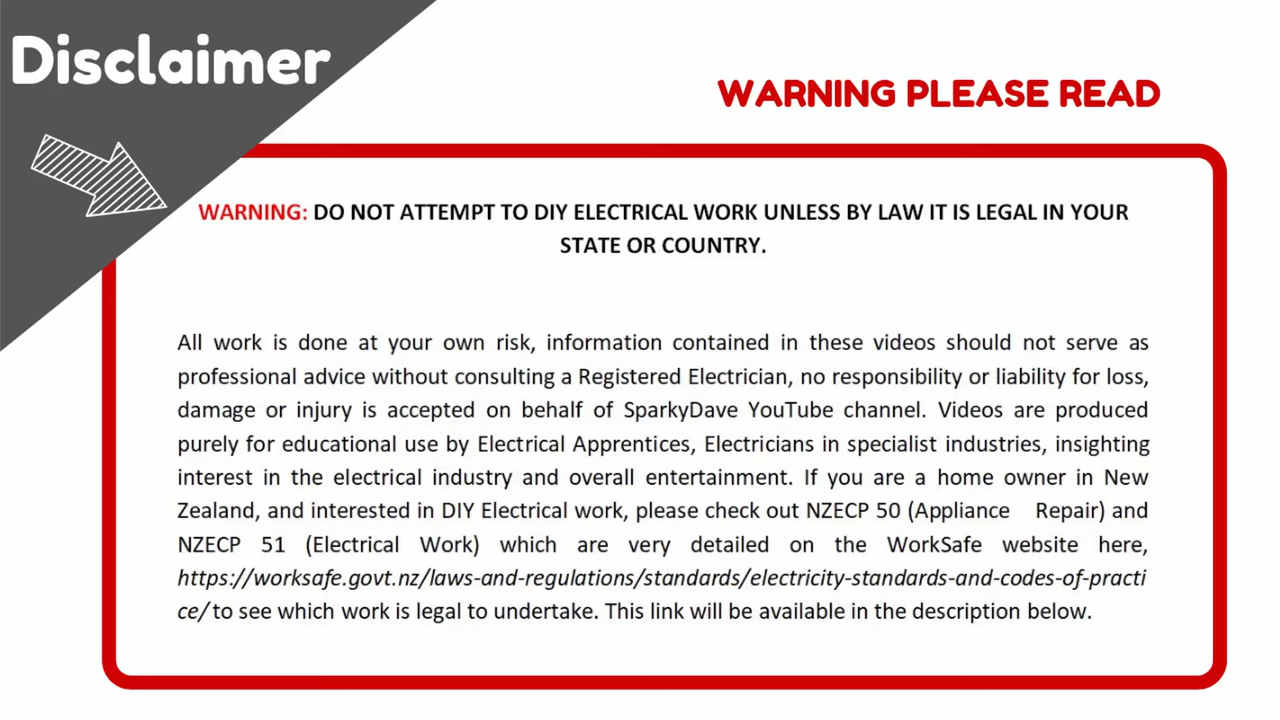 Disclaimer
WARNING PLEASE READ
WARNING: DO NOT ATTEMPT TO DIY ELECTRICAL WORK UNLESS BY LAW IT IS LEGAL IN YOUR
STATE OR COUNTRY.
All work is done at your own risk, information contained in these videos should not serve as
professional advice without consulting a Registered Electrician, no responsibility or liability for loss,
damage or injury is accepted on behalf of SparkyDave YouTube channel. Videos are produced
purely for educational use by Electrical Apprentices, Electricians in specialist industries, insighting
interest in the electrical industry and overall entertainment. If you are a home owner in New
Zealand, and interested in DIY Electrical work, please check out NZECP 50 (Appliance Repair) and
NZECP 51 (Electrical Work) which are very detailed on the WorkSafe website here,
https://worksafe.govt.nz/laws-and-regulations/standards/electricity-standards-and-codes-of-practi
ce/ to see which work is legal to undertake. This link will be available in the description below.